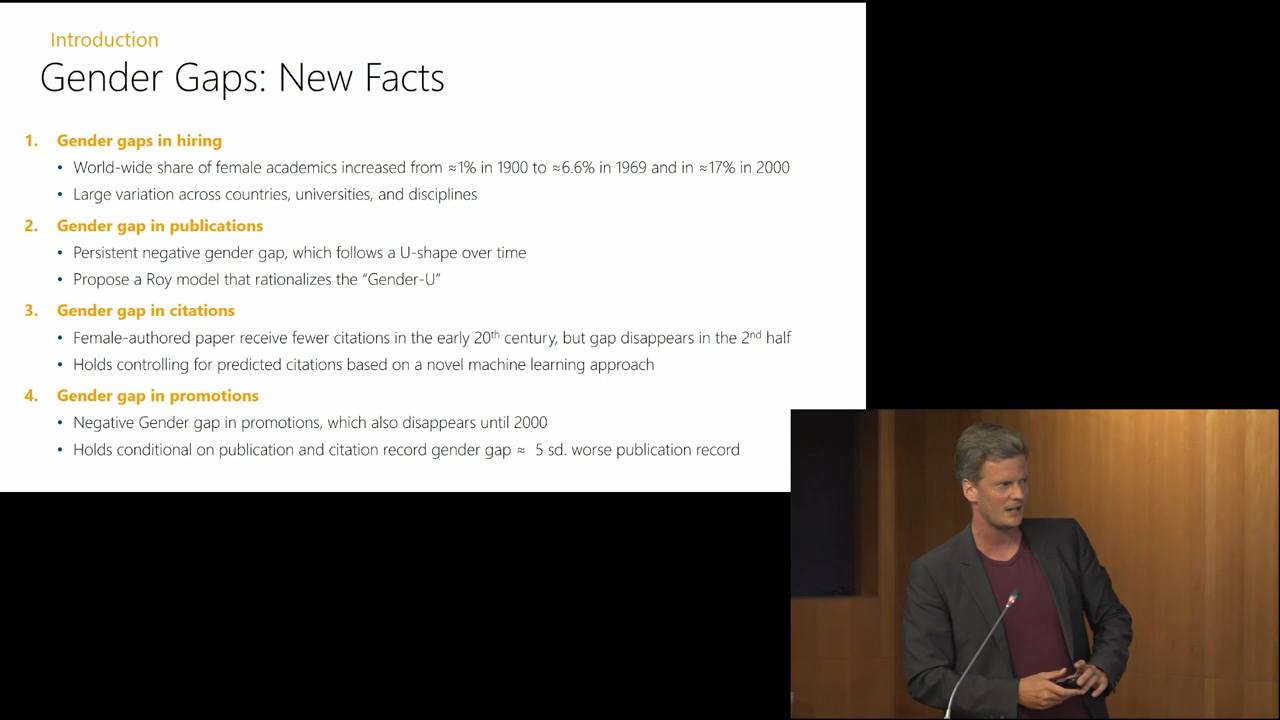 Introduction
Gender Gaps: New Facts
1. Gender gaps in hiring
• World-wide share of female academics increased from ≈1% in 1900 to ≈6.6% in 1969 and in ≈17% in 2000
• Large variation across countries, universities, and disciplines
2. Gender gap in publications
• Persistent negative gender gap, which follows a U-shape over time
• Propose a Roy model that rationalizes the “Gender-U”
3. Gender gap in citations
• Female-authored paper receive fewer citations in the early 20th century, but gap disappears in the 2nd half
• Holds controlling for predicted citations based on a novel machine learning approach
4. Gender gap in promotions
• Negative Gender gap in promotions, which also disappears until 2000
• Holds conditional on publication and citation record gender gap ≈ 5 sd. worse publication record